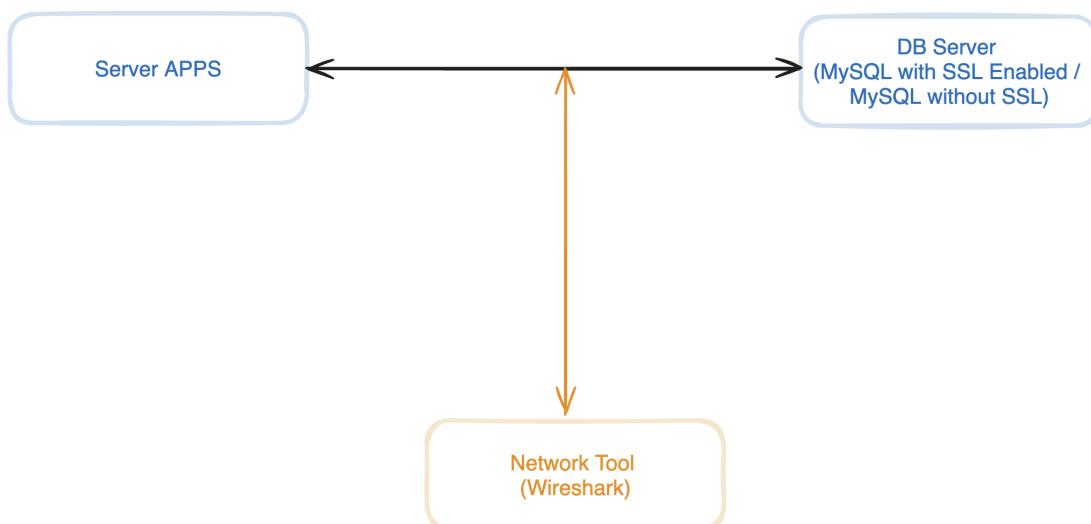 Server APPS
DB Server
(MySQL with SSL Enabled /
MySQL without SSL)
Network Tool
(Wireshark)